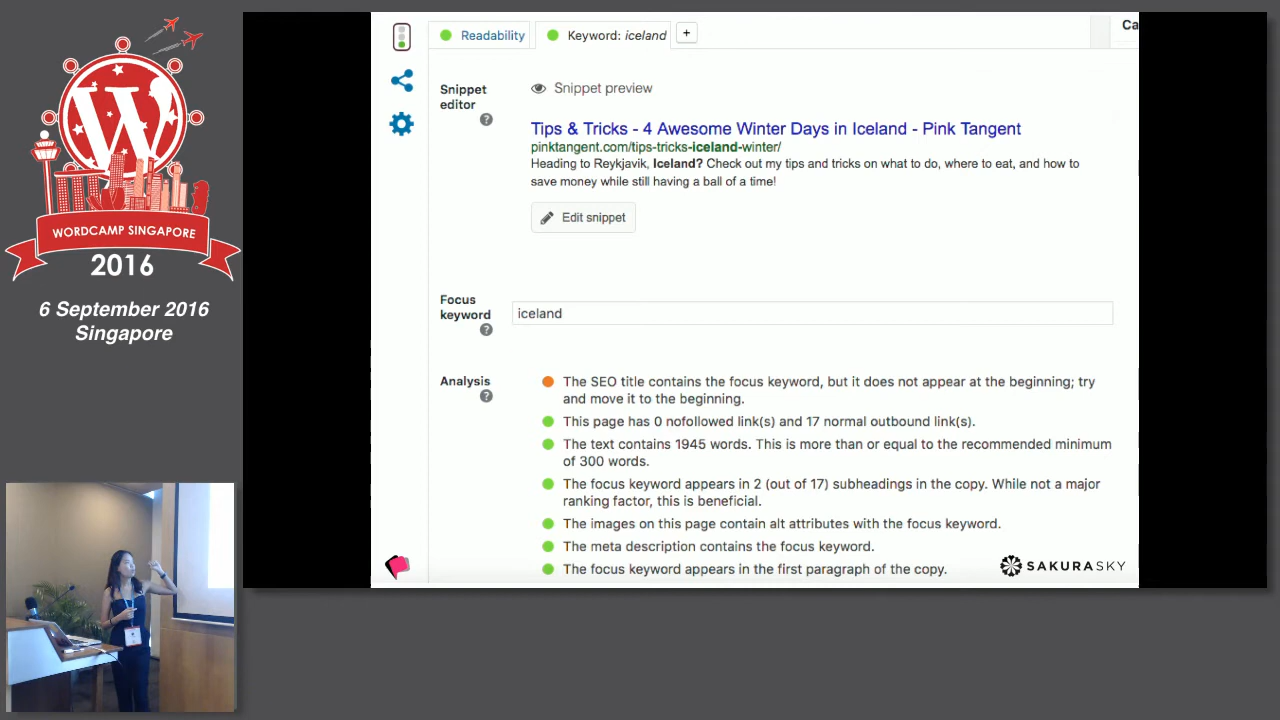 WORDCAMP SINGAPORE
2016
6 September 2016
Singapore
Readability
Keyword: iceland
+
Ca
Snippet
editor
?
Snippet preview
Tips & Tricks - 4 Awesome Winter Days in Iceland - Pink Tangent
pinktangent.com/tips-tricks-iceland-winter/
Heading to Reykjavik, Iceland? Check out my tips and tricks on what to do, where to eat, and how to
save money while still having a ball of a time!
Edit snippet
Focus
keyword
?
iceland
Analysis
?
The SEO title contains the focus keyword, but it does not appear at the beginning; try
and move it to the beginning.
This page has 0 nofollowed link(s) and 17 normal outbound link(s).
The text contains 1945 words. This is more than or equal to the recommended minimum
of 300 words.
The focus keyword appears in 2 (out of 17) subheadings in the copy. While not a major
ranking factor, this is beneficial.
The images on this page contain alt attributes with the focus keyword.
The meta description contains the focus keyword.
The focus keyword appears in the first paragraph of the copy.
SAKURASKY